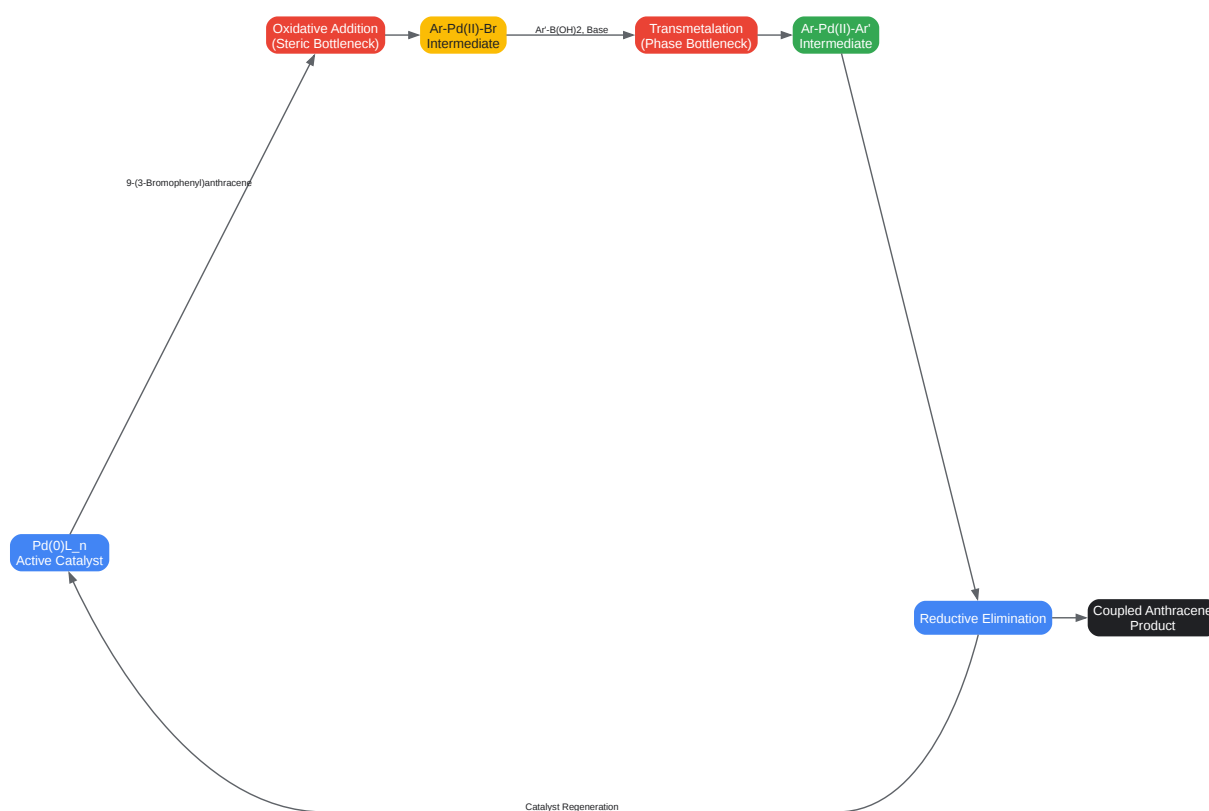 Oxidative Addition
(Steric Bottleneck)
Ar-Pd(II)-Br
Intermediate
Ar'-B(OH)2, Base
Transmetalation
(Phase Bottleneck)
Ar-Pd(II)-Ar'
Intermediate
9-(3-Bromophenyl)anthracene
Pd(0)L_n
Active Catalyst
Reductive Elimination
Coupled Anthracene
Product
Catalyst Regeneration